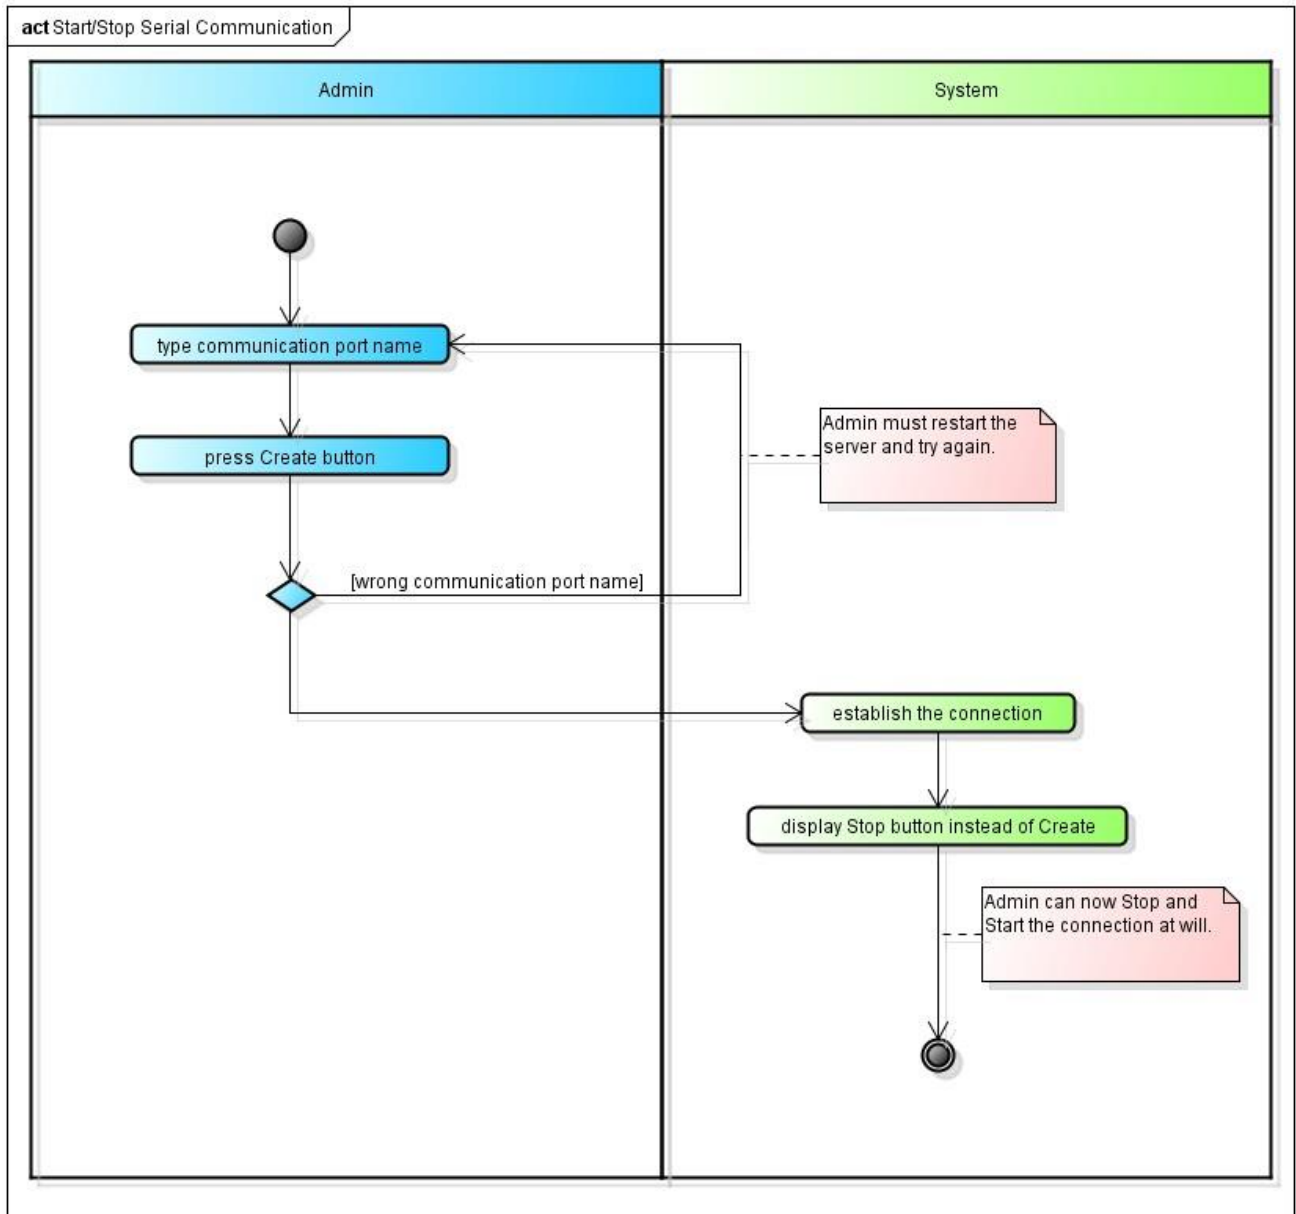 act Start/Stop Serial Communication
Admin
System
type communication port name
press Create button
Admin must restart the
server and try again.
[wrong communication port name]
establish the connection
display Stop button instead of Create
Admin can now Stop and
Start the connection at will.